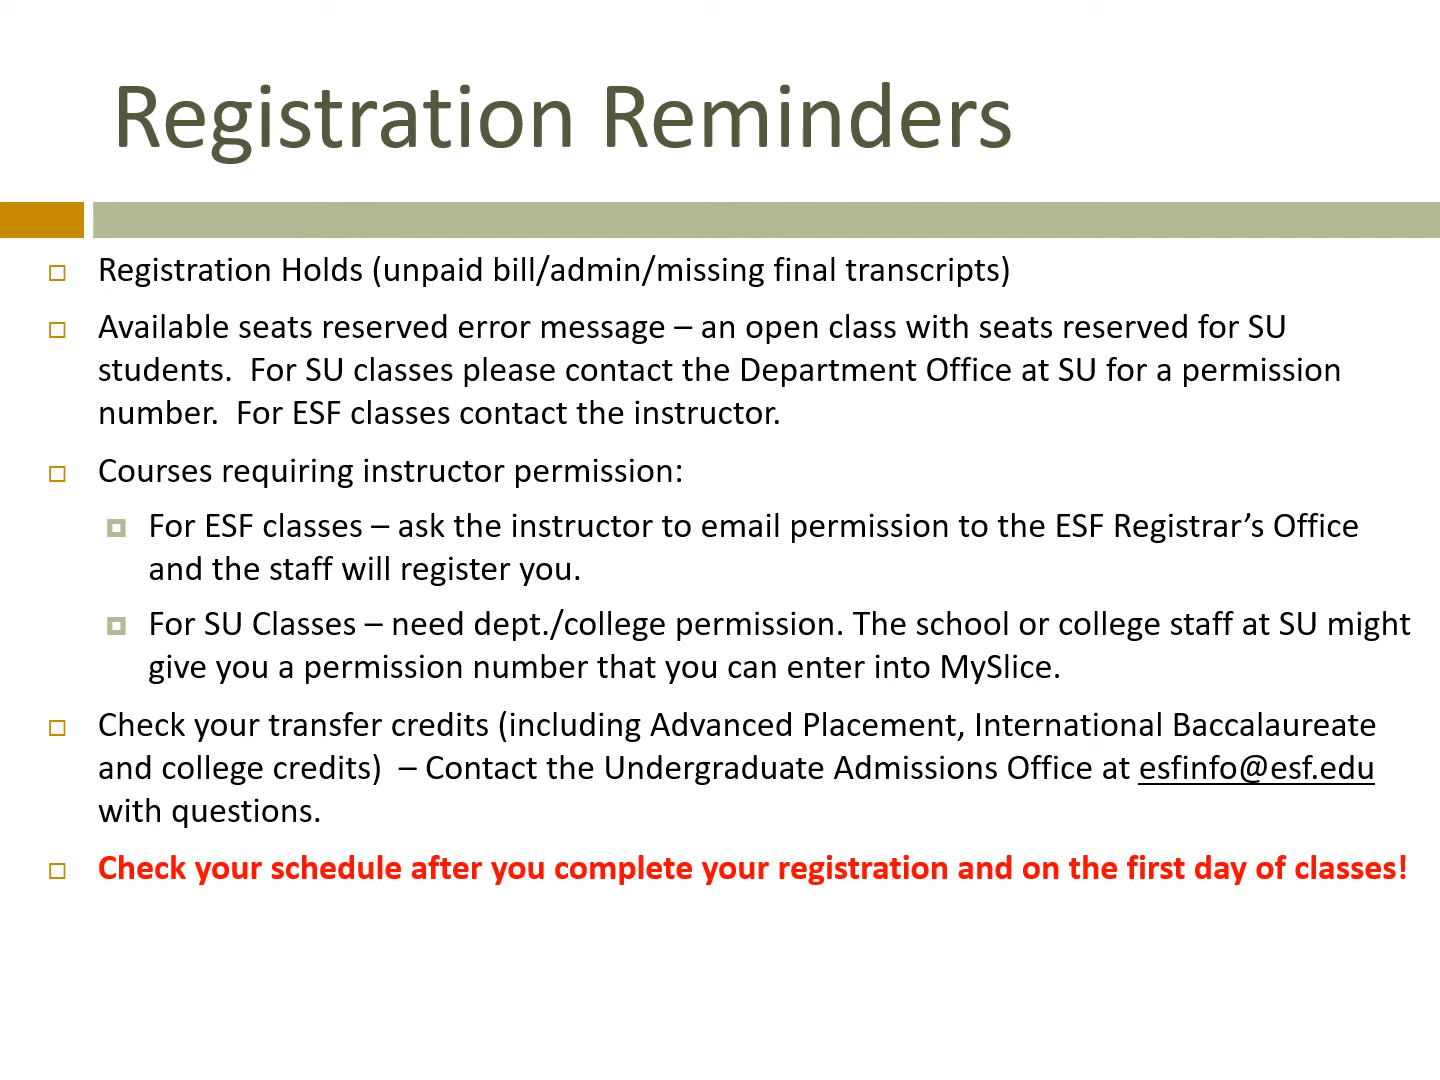 Registration Reminders
Registration Holds (unpaid bill/admin/missing final transcripts)
Available seats reserved error message – an open class with seats reserved for SU
students.  For SU classes please contact the Department Office at SU for a permission
number.  For ESF classes contact the instructor.
Courses requiring instructor permission:
For ESF classes – ask the instructor to email permission to the ESF Registrar’s Office
and the staff will register you.
For SU Classes – need dept./college permission. The school or college staff at SU might
give you a permission number that you can enter into MySlice.
Check your transfer credits (including Advanced Placement, International Baccalaureate
and college credits)  – Contact the Undergraduate Admissions Office at esfinfo@esf.edu
with questions.
Check your schedule after you complete your registration and on the first day of classes!